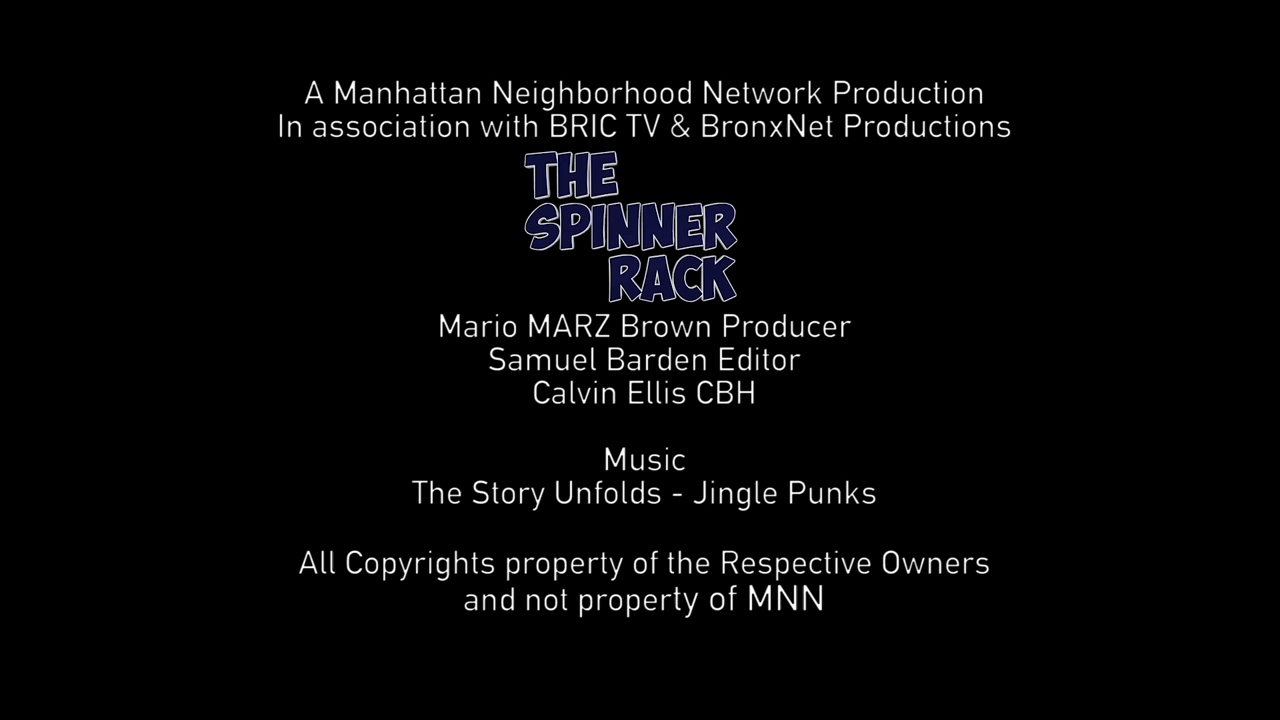 A Manhattan Neighborhood Network Production
In association with BRIC TV & BronxNet Productions
THE
SPINNER
RACK
Mario MARZ Brown Producer
Samuel Barden Editor
Calvin Ellis CBH
Music
The Story Unfolds - Jingle Punks
All Copyrights property of the Respective Owners
and not property of MNN